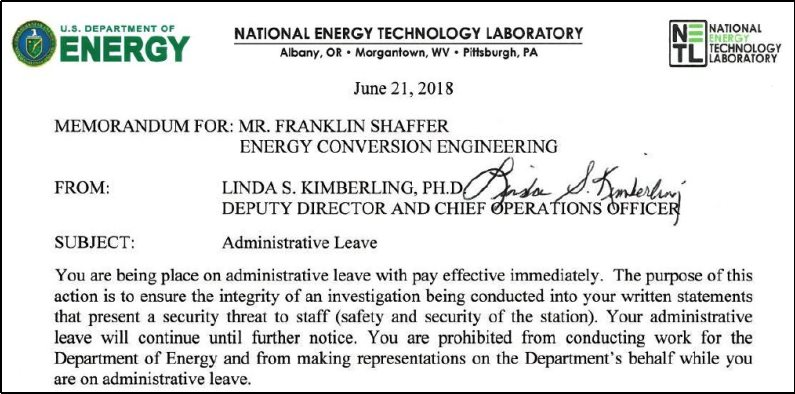 U.S. DEPARTMENT OF
ENERGY
NATIONAL ENERGY TECHNOLOGY LABORATORY
Albany, OR • Morgantown, WV • Pittsburgh, PA
NETL
NATIONAL
ENERGY
TECHNOLOGY
LABORATORY
June 21, 2018
MEMORANDUM FOR: MR. FRANKLIN SHAFFER
ENERGY CONVERSION ENGINEERING
FROM: LINDA S. KIMBERLING, PH.D
Linda S. Kimberling
DEPUTY DIRECTOR AND CHIEF OPERATIONS OFFICER
SUBJECT: Administrative Leave
You are being place on administrative leave with pay effective immediately. The purpose of this
action is to ensure the integrity of an investigation being conducted into your written statements
that present a security threat to staff (safety and security of the station). Your administrative
leave will continue until further notice. You are prohibited from conducting work for the
Department of Energy and from making representations on the Department's behalf while you
are on administrative leave.